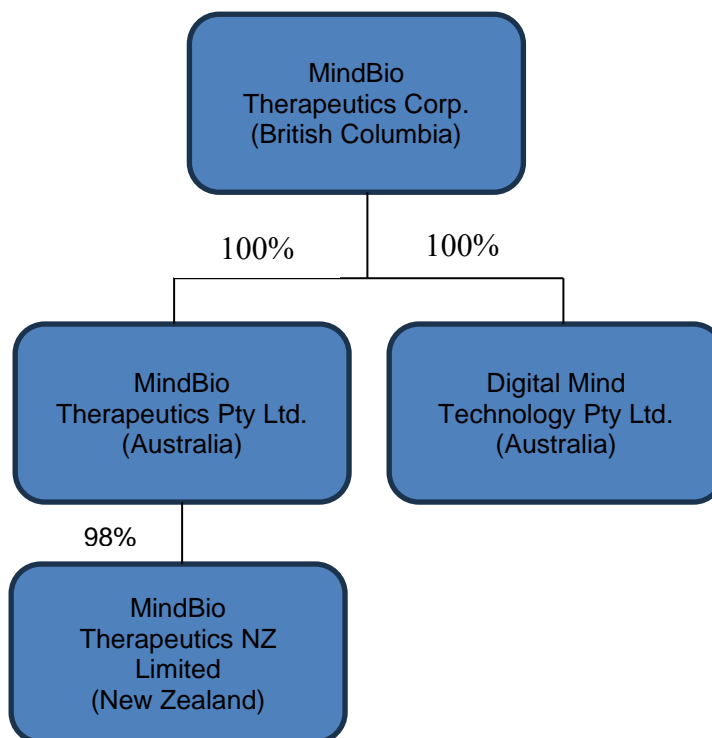 MindBio
Therapeutics Corp.
(British Columbia)
100%
100%
MindBio
Therapeutics Pty Ltd.
(Australia)
Digital Mind
Technology Pty Ltd.
(Australia)
98%
MindBio
Therapeutics NZ
Limited
(New Zealand)